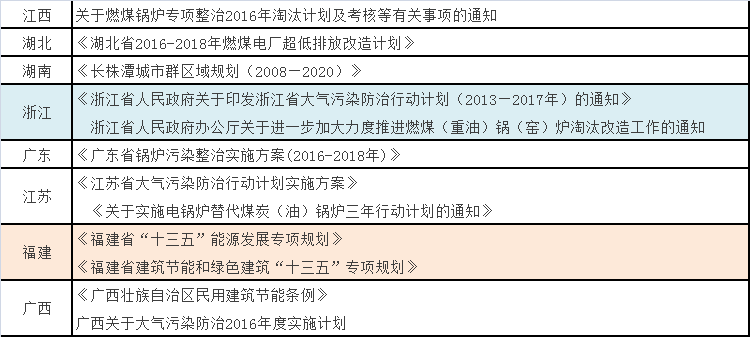 江西 关于燃煤锅炉专项整治2016年淘汰计划及考核等有关事项的通知
湖北 《湖北省2016-2018年燃煤电厂超低排放改造计划》
湖南 《长株潭城市群区域规划（2008－2020）》
浙江 《浙江省人民政府关于印发浙江省大气污染防治行动计划（2013－2017年）的通知》
浙江省人民政府办公厅关于进一步加大力度推进燃煤（重油）锅（窑）炉淘汰改造工作的通知
广东 《广东省锅炉污染整治实施方案(2016-2018年)》
江苏 《江苏省大气污染防治行动计划实施方案》
《关于实施电锅炉替代煤炭（油）锅炉三年行动计划的通知》
福建 《福建省“十三五”能源发展专项规划》
《福建省建筑节能和绿色建筑“十三五”专项规划》
广西 《广西壮族自治区民用建筑节能条例》
广西关于大气污染防治2016年度实施计划